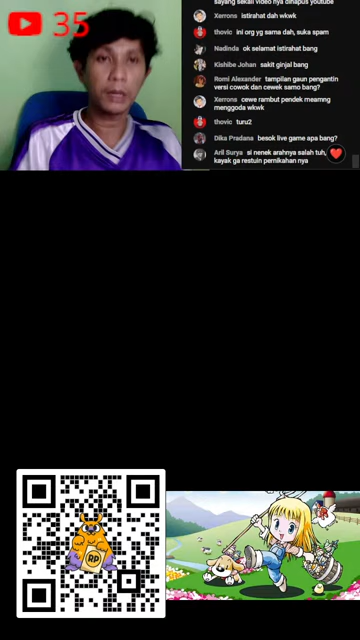 35
sayang sekali video nya dihapus youtube
Xerrons istirahat dah wkwk
thovic ini org yg sama dah, suka spam
Nadinda ok selamat istirahat bang
Kishibe Johan sakit ginjal bang
Romi Alexander tampilan gaun pengantin
versi cowok dan cewek samo bang?
Xerrons cewe rambut pendek meamng
menggoda wkwk
thovic turu2
Dika Pradana besok live game apa bang?
Aril Surya si nenek arahnya salah tuh,
kayak ga restuin pernikahan nya
RP